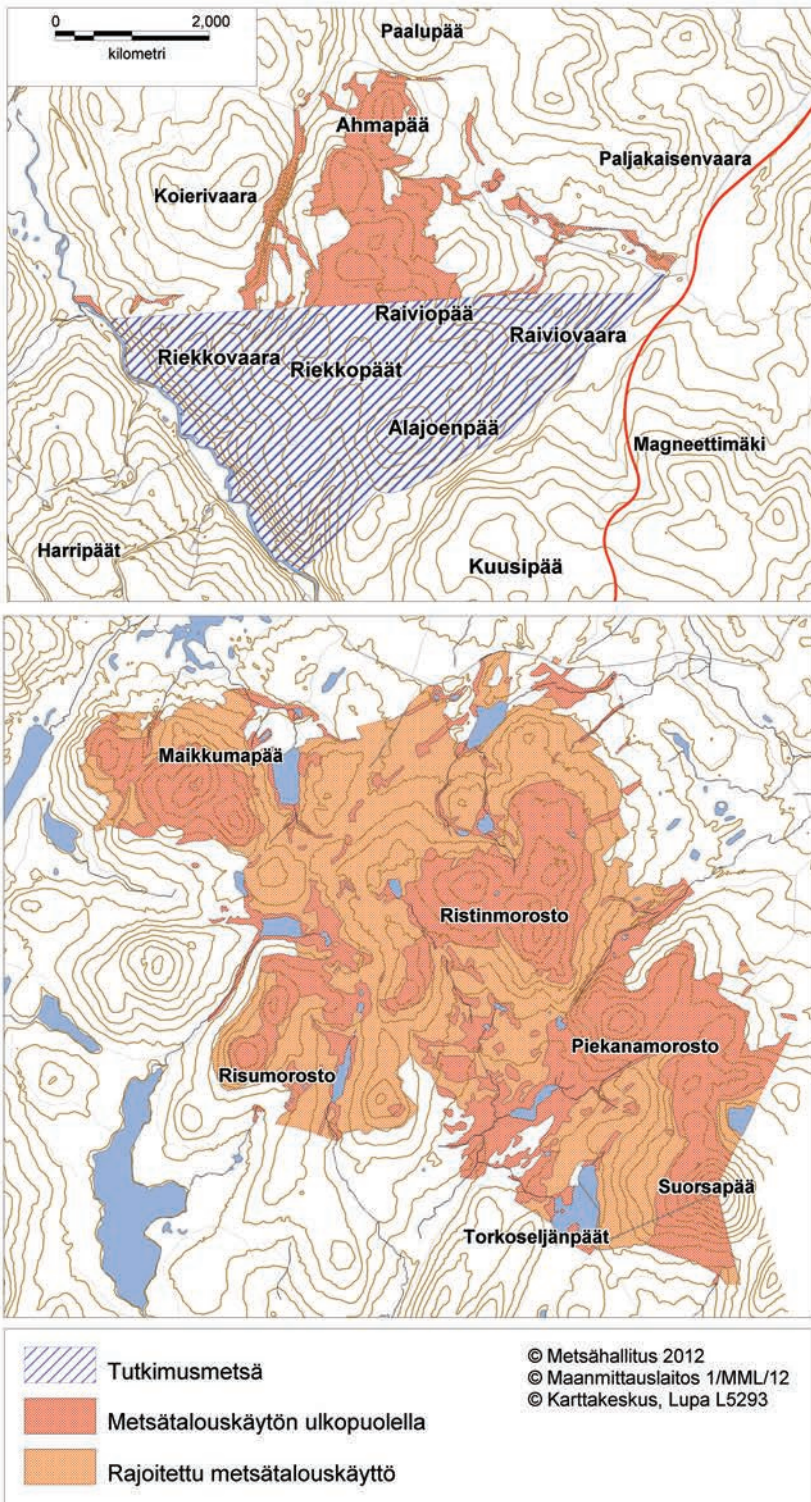 0 2,000
kilometri
Paalupää
Ahmapää
Paljakaisenvaara
Koierivaara
Raiviopää
Raiviovaara
Riekkovaara
Riekkopäät
Alajoenpää
Magneettimäki
Harripäät
Kuusipää
Maikkumapää
Ristinmorosto
Piekanamorosto
Risumorosto
Suorsapää
Torkoseljänpäät
Tutkimusmetsä
Metsätalouskäytön ulkopuolella
Rajoitettu metsätalouskäyttö
© Metsähallitus 2012
© Maanmittauslaitos 1/MML/12
© Karttakeskus, Lupa L5293